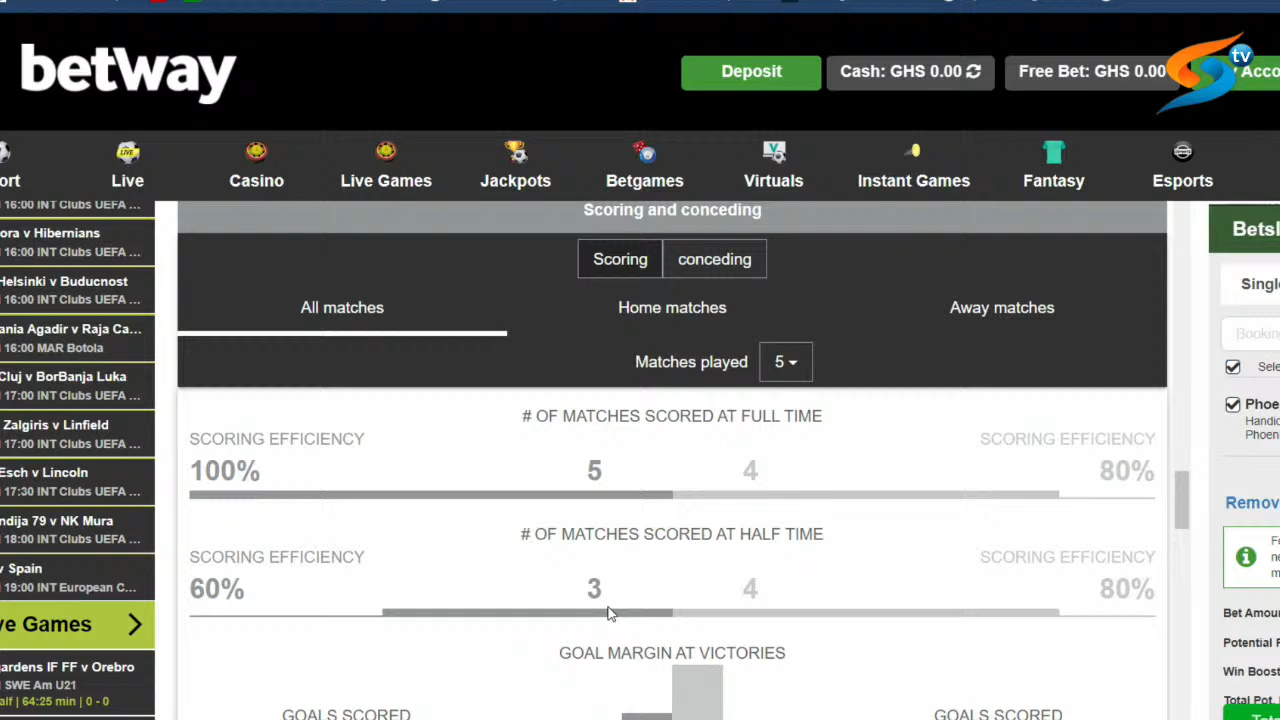 betway
Deposit
Cash: GHS 0.00
Free Bet: GHS 0.00
Acco
tv
ort
Live
Casino
Live Games
Jackpots
Betgames
Virtuals
Instant Games
Fantasy
Esports
16:00 INT Clubs UEFA ...
ora v Hibernians
16:00 INT Clubs UEFA ...
Helsinki v Buducnost
16:00 INT Clubs UEFA ...
ania Agadir v Raja Ca...
16:00 MAR Botola
Cluj v BorBanja Luka
17:00 INT Clubs UEFA ...
Zalgiris v Linfield
17:00 INT Clubs UEFA ...
Esch v Lincoln
17:30 INT Clubs UEFA ...
ndija 79 v NK Mura
18:00 INT Clubs UEFA ...
v Spain
19:00 INT European C...
ve Games
gardens IF FF v Orebro
SWE Am U21
alf | 64:25 min | 0 - 0
Scoring and conceding
Scoring
conceding
All matches
Home matches
Away matches
Matches played
5
# OF MATCHES SCORED AT FULL TIME
SCORING EFFICIENCY
SCORING EFFICIENCY
100%
5
4
80%
# OF MATCHES SCORED AT HALF TIME
SCORING EFFICIENCY
SCORING EFFICIENCY
60%
3
4
80%
GOAL MARGIN AT VICTORIES
GOALS SCORED
GOALS SCORED
Betsl
Singl
Booking
Sele
Phoe
Handic
Phoen
Remov
Bet Amou
Potential F
Win Boost
Total Pot.